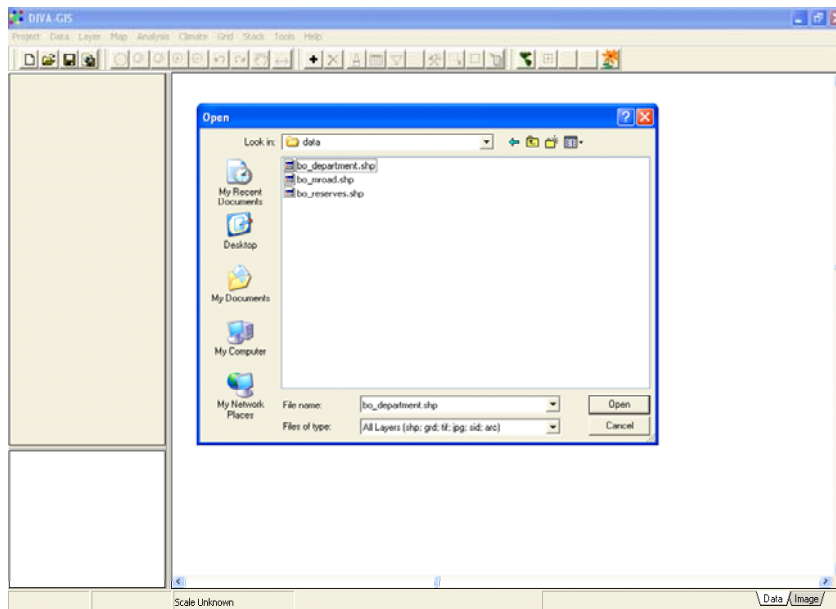 DIVA-GIS
Project Data Layer Map Analysis Climate Grid Stack Tools Help
Open
Look in: data
bo_department.shp
bo_mroad.shp
bo_reserves.shp
My Recent
Documents
Desktop
My Documents
My Computer
My Network
Places
File name: bo_department.shp Open
Files of type: All Layers (shp; grd; tif; jpg; sid; arc) Cancel
Scale Unknown
Data Image